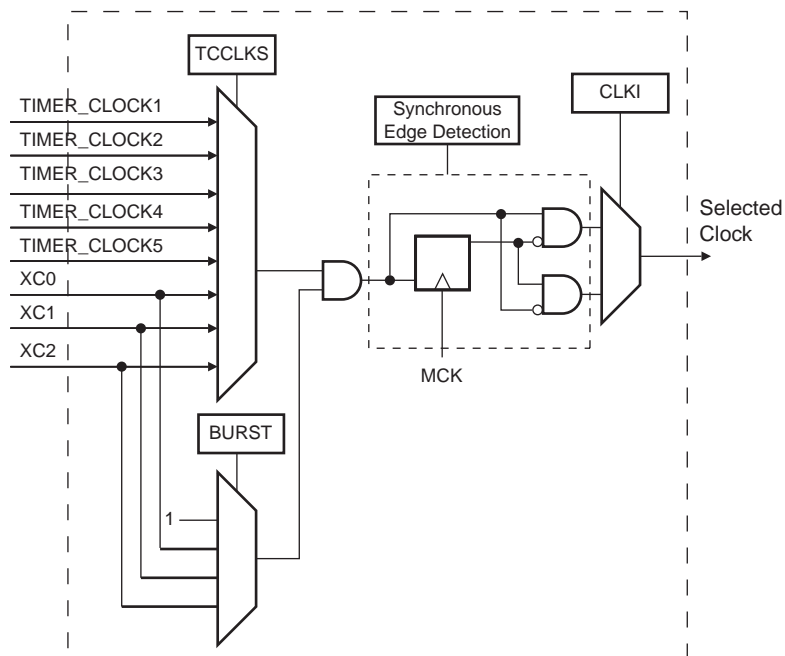 TCCLKS
CLKI
TIMER_CLOCK1
Synchronous
Edge Detection
TIMER_CLOCK2
TIMER_CLOCK3
TIMER_CLOCK4
Selected
Clock
TIMER_CLOCK5
XC0
XC1
XC2
MCK
BURST
1